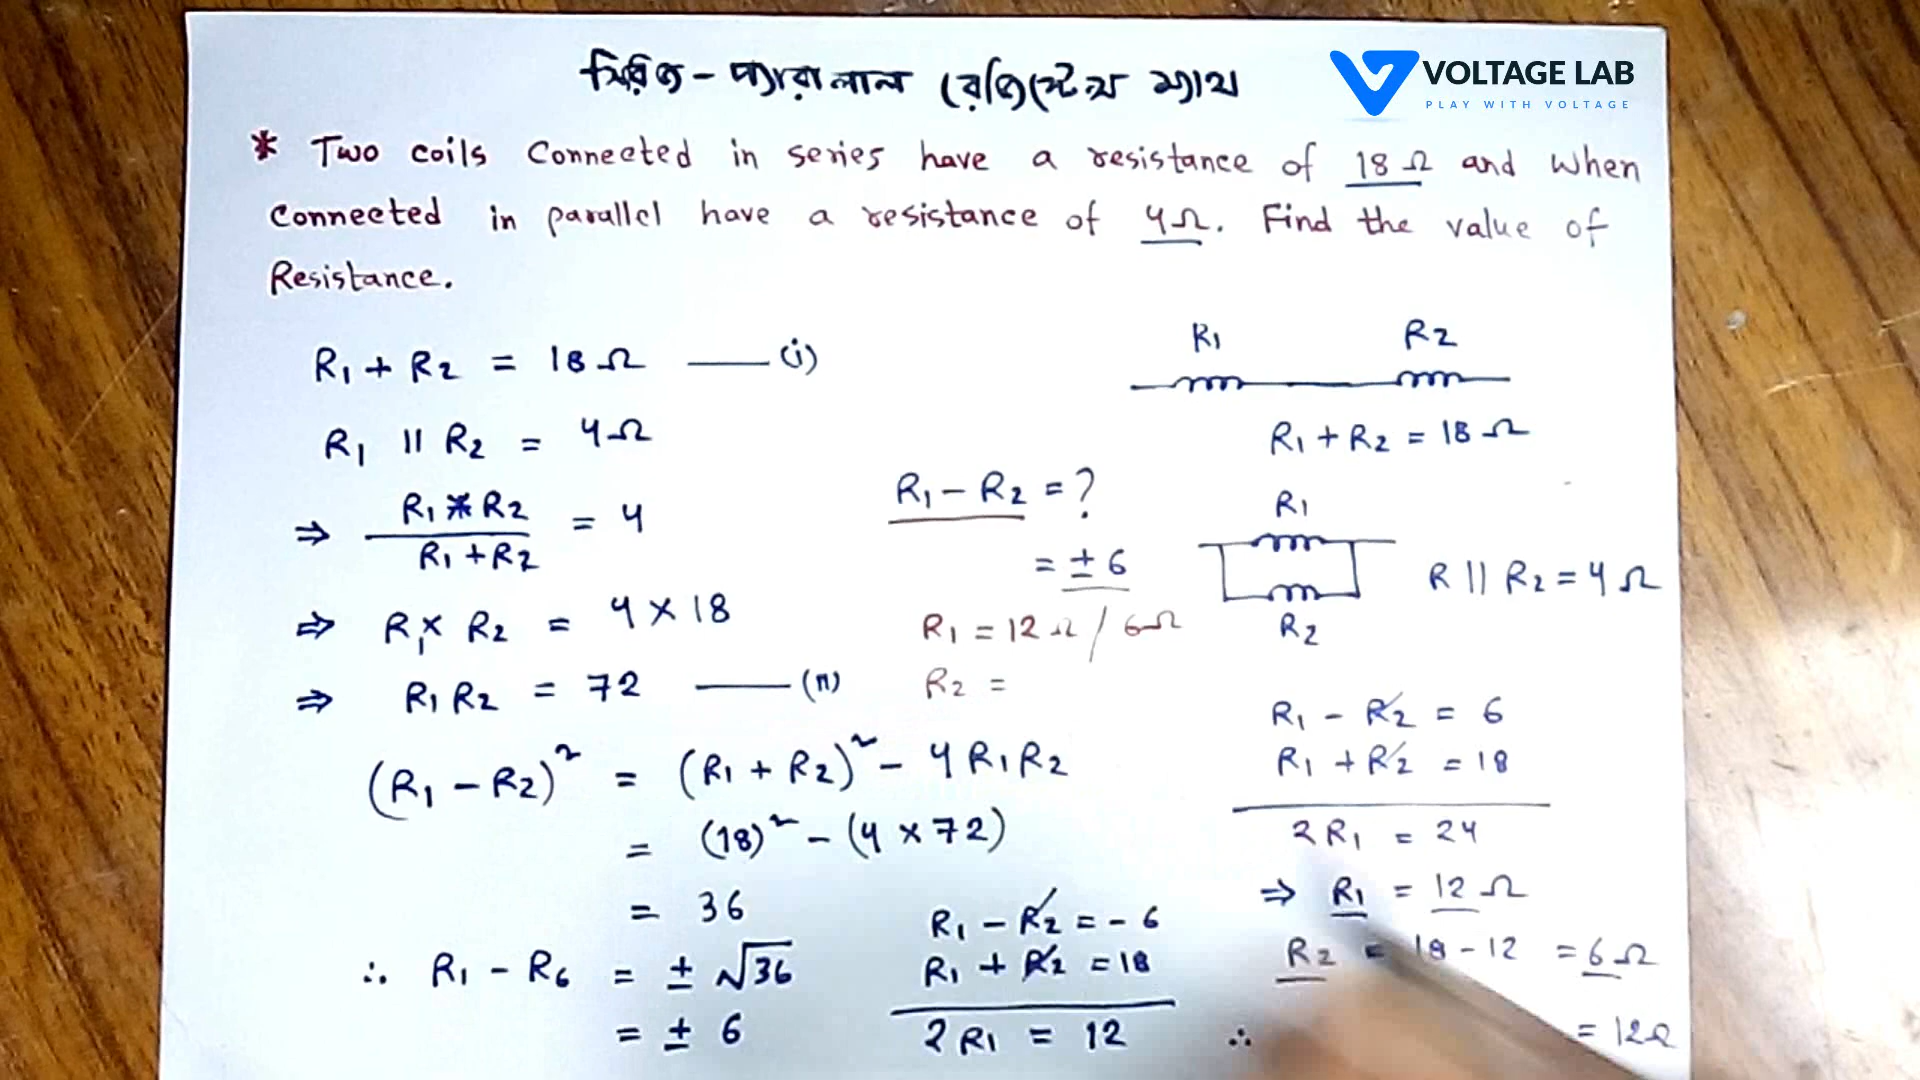 সিরিজ - প্যারালাল রেজিস্টেন্স ম্যাথ
VOLTAGE LAB
PLAY WITH VOLTAGE
* Two coils connected in series have a resistance of 18 Ω and when
connected in parallel have a resistance of 4Ω. Find the value of
Resistance.
R1 + R2 = 18 Ω —— (i)
R1 || R2 = 4Ω
⇒ R1 * R2 / R1 + R2 = 4
⇒ R1 × R2 = 4 × 18
⇒ R1 R2 = 72 —— (ii)
(R1 - R2)² = (R1 + R2)² - 4 R1 R2
= (18)² - (4 × 72)
= 36
∴ R1 - R6 = ± √36
= ± 6
R1 - R2 = ?
= ± 6
R1 = 12 Ω / 6Ω
R2 =
R1 - R2 = - 6
R1 + R2 = 18
2 R1 = 12
R1 R2
R1 + R2 = 18 Ω
R1
R || R2 = 4 Ω
R2
R1 - R2 = 6
R1 + R2 = 18
2 R1 = 24
⇒ R1 = 12 Ω
R2 = 18 - 12 = 6 Ω
∴ = 12Ω